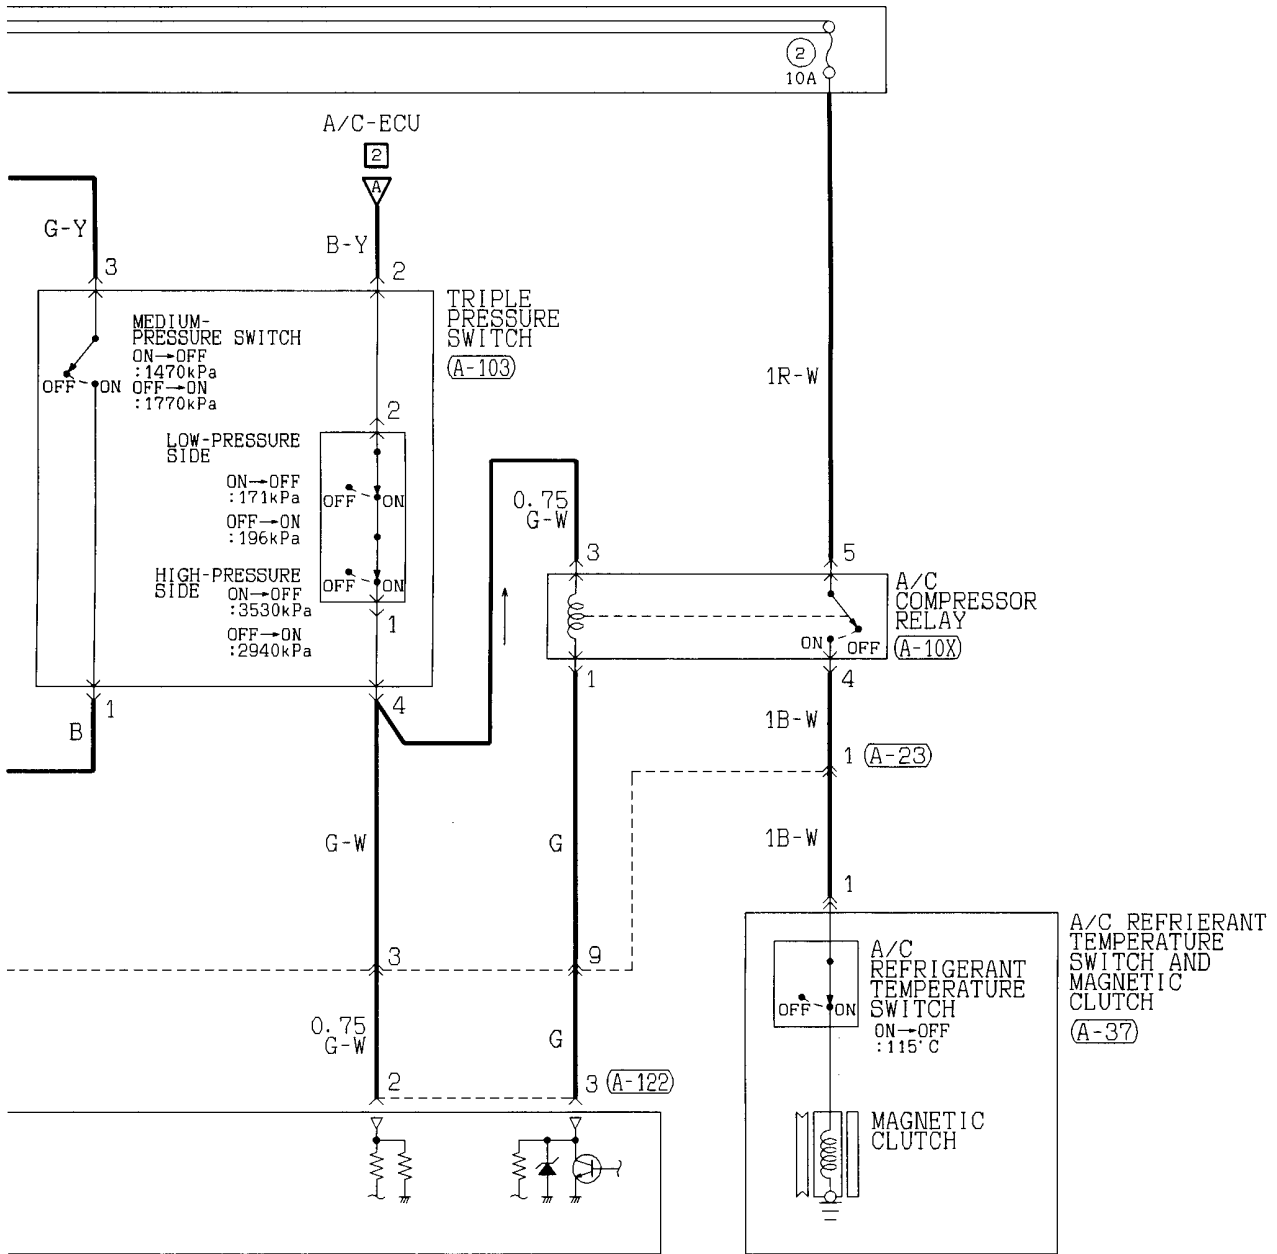 2
10A
A/C-ECU
2
A
G-Y
B-Y
3
2
TRIPLE
PRESSURE
SWITCH
A-103
MEDIUM-
PRESSURE SWITCH
ON→OFF
:1470kPa
OFF→ON
:1770kPa
OFF
ON
1R-W
2
LOW-PRESSURE
SIDE
ON→OFF
:171kPa
OFF→ON
:196kPa
OFF
ON
HIGH-PRESSURE
SIDE
ON→OFF
:3530kPa
OFF→ON
:2940kPa
OFF
ON
1
0.75
G-W
3
5
A/C
COMPRESSOR
RELAY
A-10X
ON
OFF
1
4
B
1
4
1B-W
1
A-23
G-W
G
1B-W
1
3
9
A/C REFRIERANT
TEMPERATURE
SWITCH AND
MAGNETIC
CLUTCH
A-37
A/C
REFRIGERANT
TEMPERATURE
SWITCH
ON→OFF
:115°C
OFF
ON
0.75
G-W
G
2
3
A-122
MAGNETIC
CLUTCH